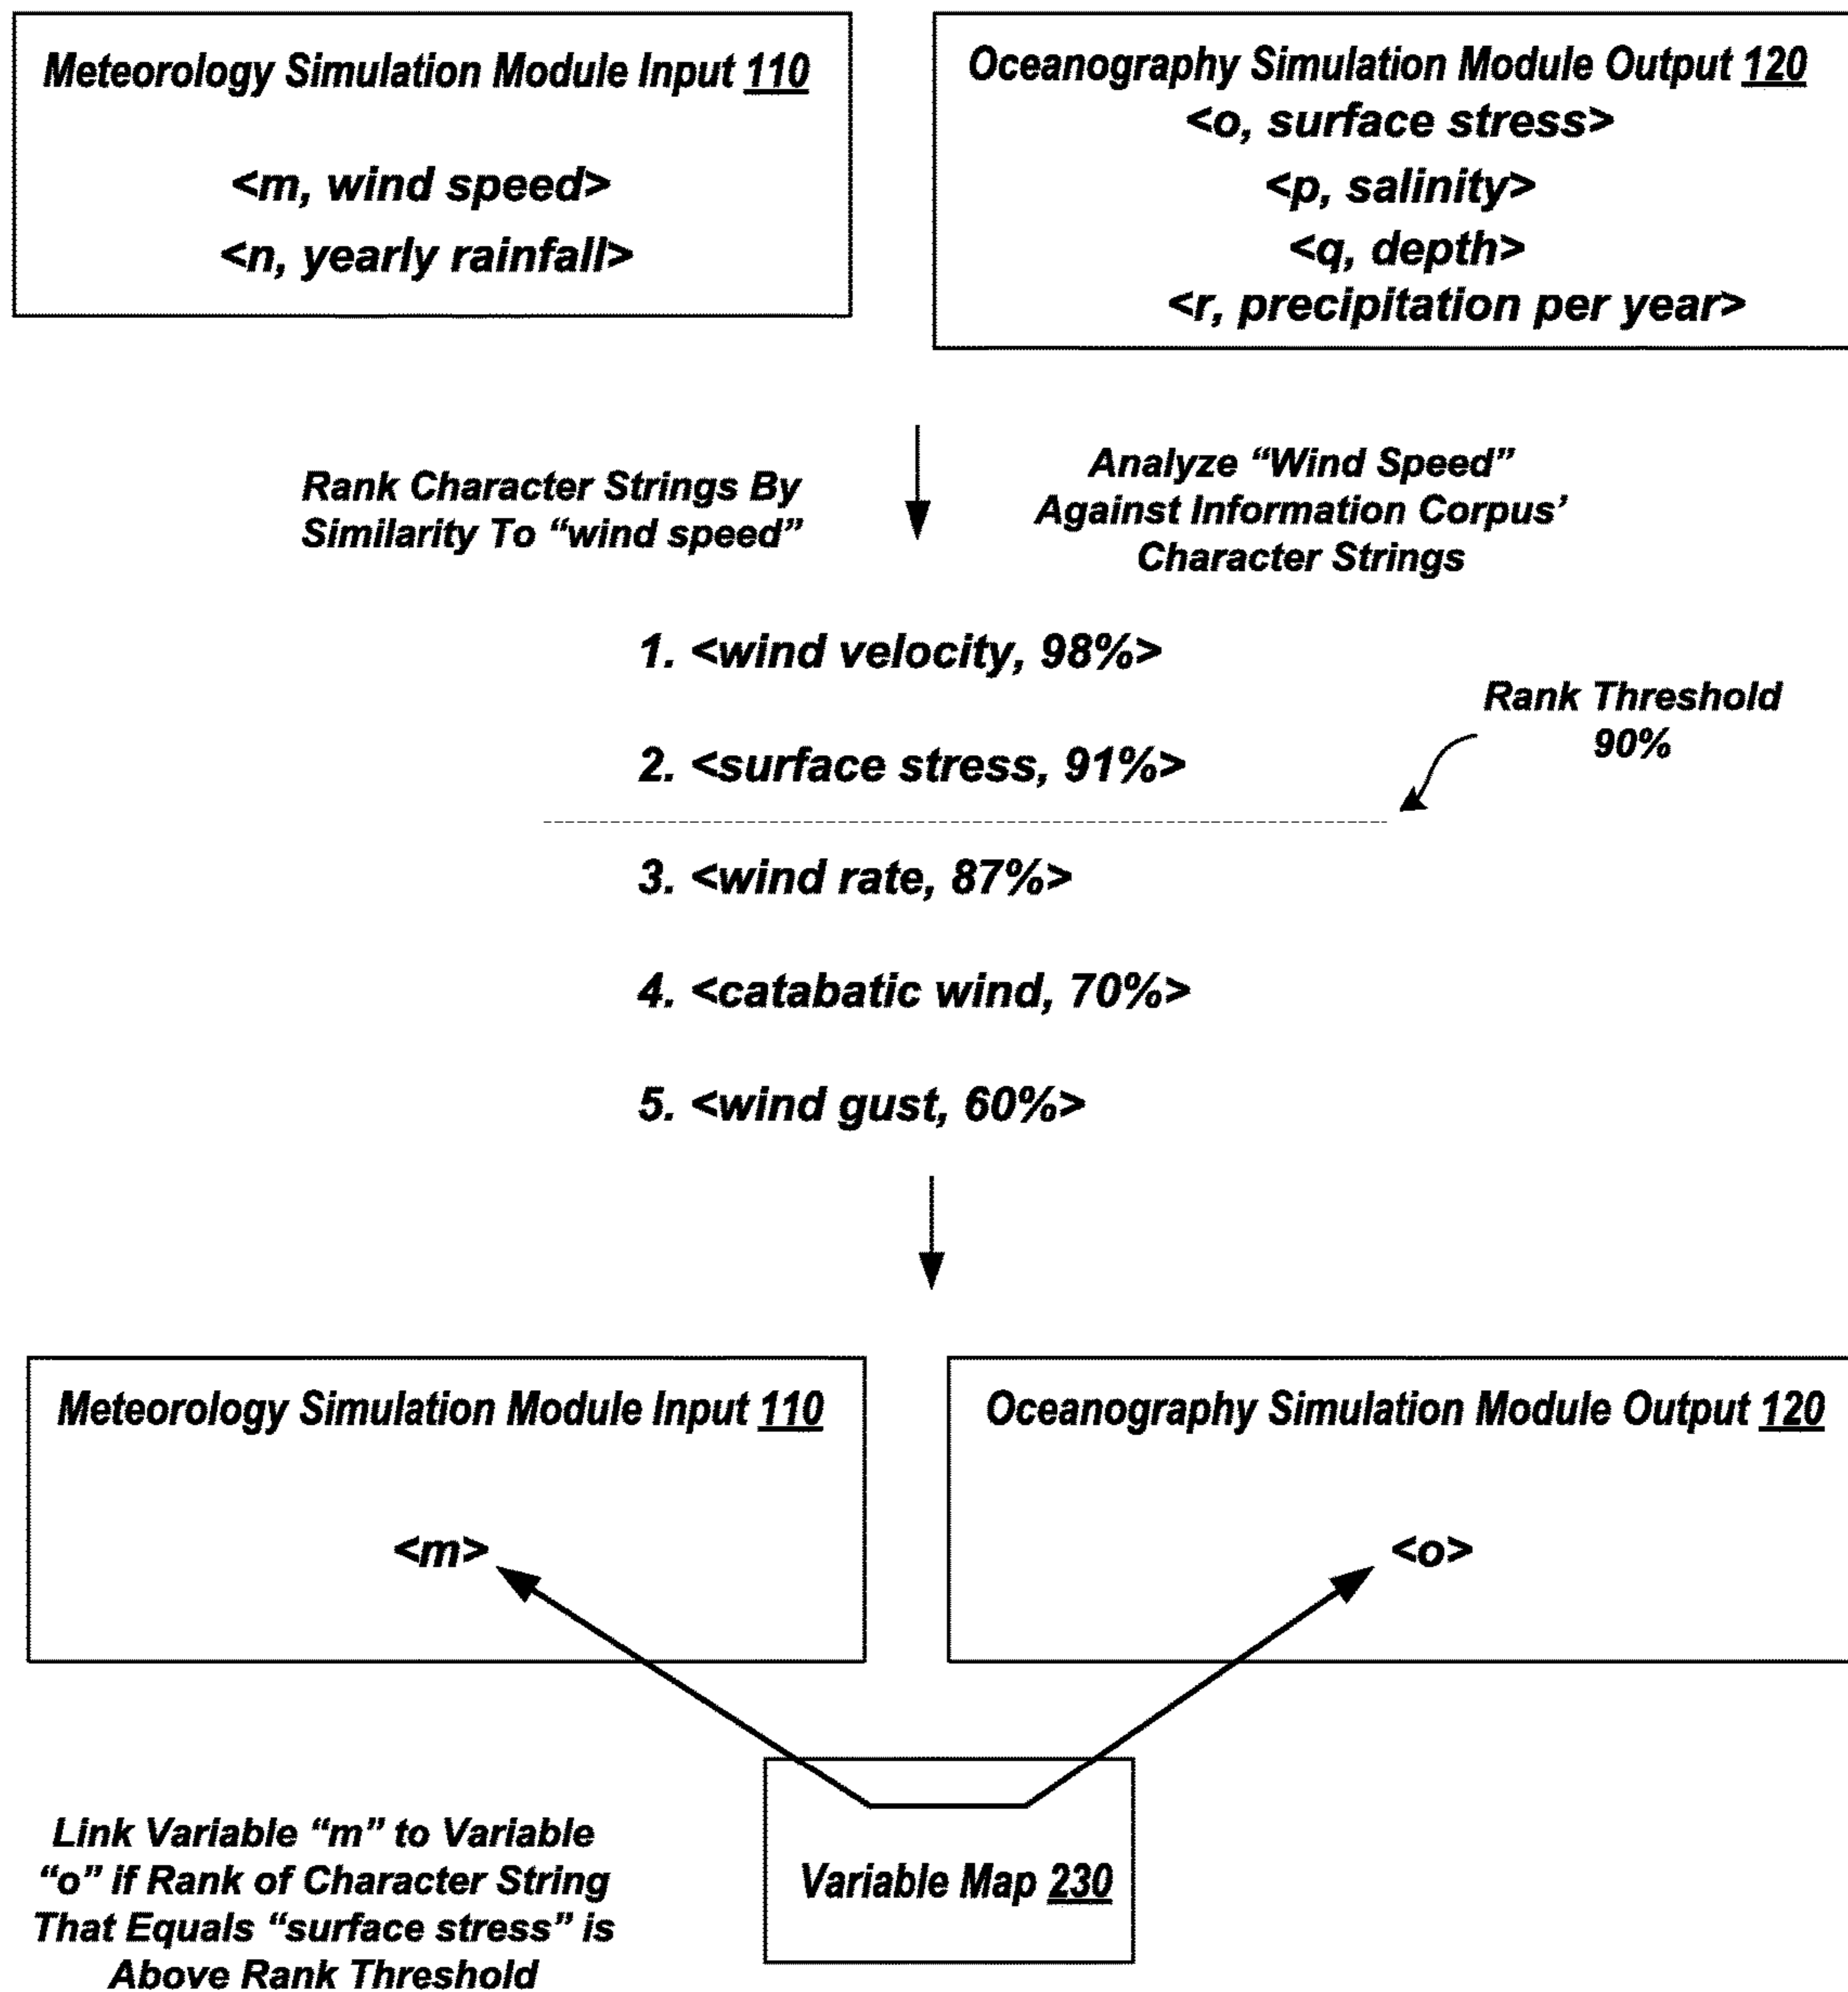 Meteorology Simulation Module Input 110
<m, wind speed>
<n, yearly rainfall>
Oceanography Simulation Module Output 120
<o, surface stress>
<p, salinity>
<q, depth>
<r, precipitation per year>
Rank Character Strings By
Similarity To “wind speed”
Analyze “Wind Speed”
Against Information Corpus’
Character Strings
1. <wind velocity, 98%>
2. <surface stress, 91%>
Rank Threshold
90%
3. <wind rate, 87%>
4. <catabatic wind, 70%>
5. <wind gust, 60%>
Meteorology Simulation Module Input 110
<m>
Oceanography Simulation Module Output 120
<o>
Link Variable “m” to Variable
“o” if Rank of Character String
That Equals “surface stress” is
Above Rank Threshold
Variable Map 230